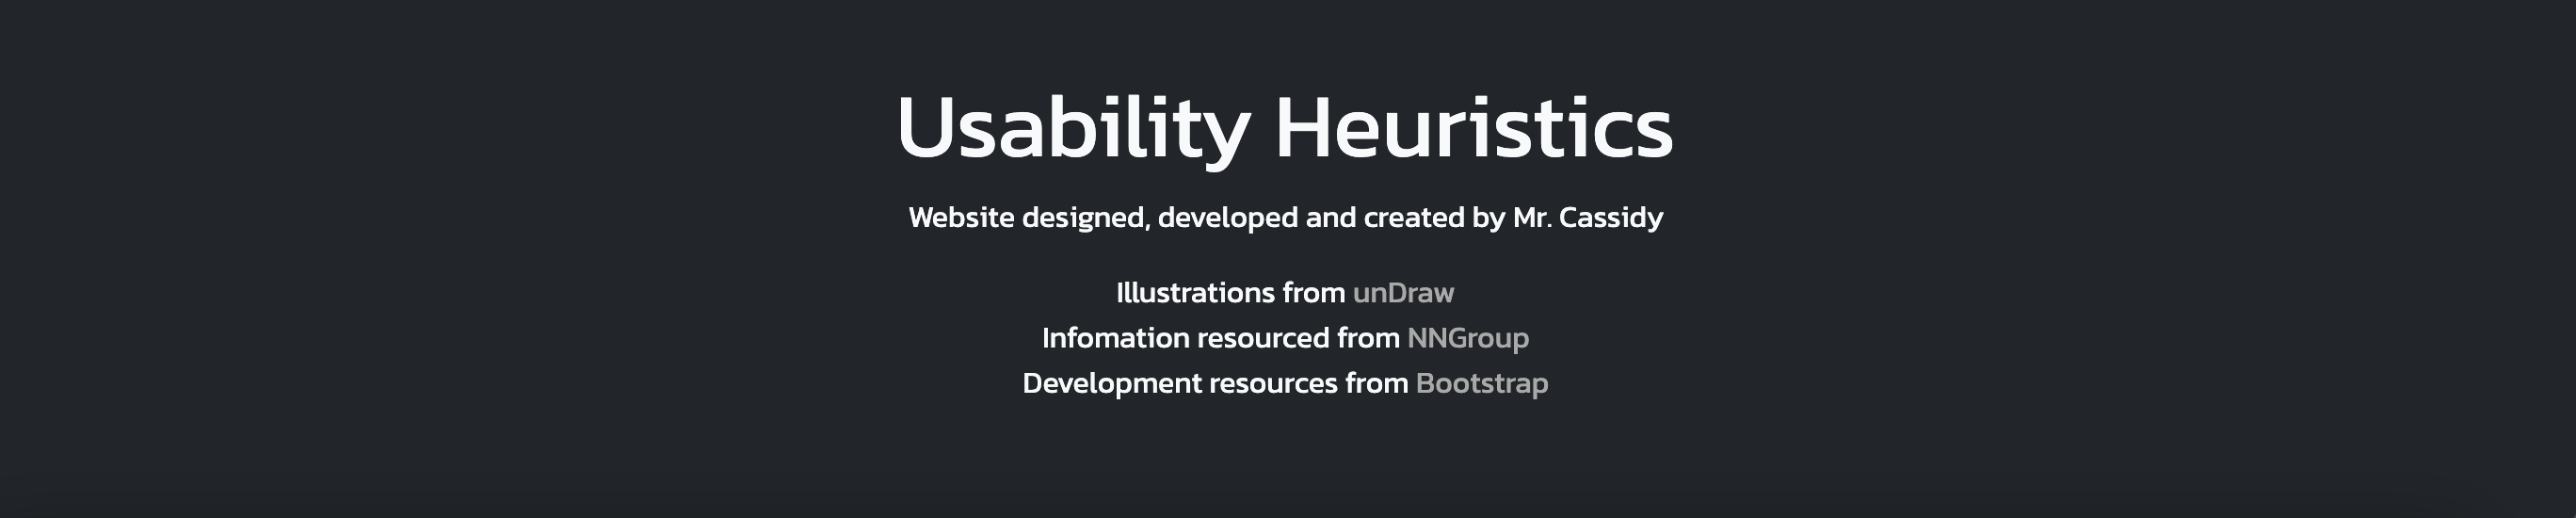 Usability Heuristics
Website designed, developed and created by Mr. Cassidy
Illustrations from unDraw
Infomation resourced from NNGroup
Development resources from Bootstrap